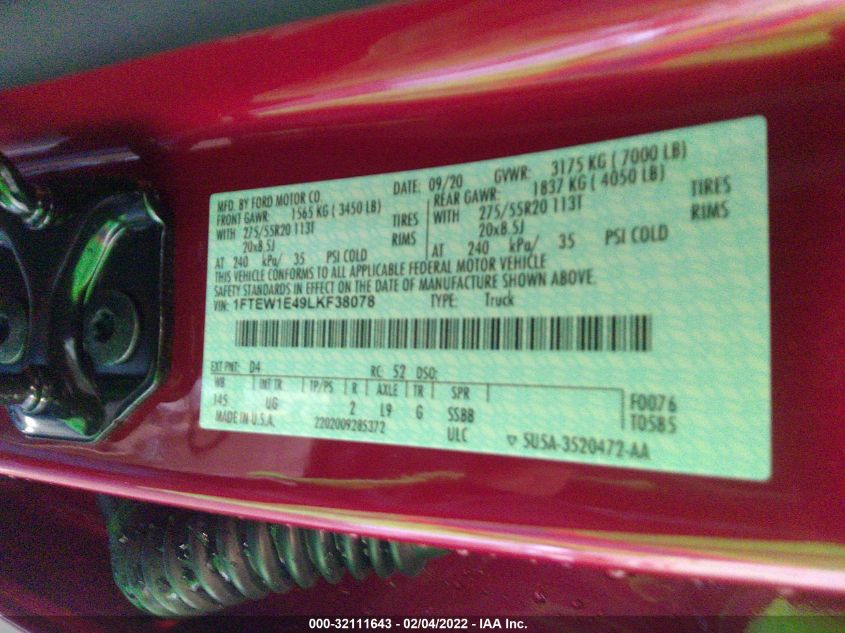 MFD. BY FORD MOTOR CO. DATE: 09/20 GVWR: 3175 KG ( 7000 LB)
FRONT GAWR: 1565 KG ( 3450 LB) REAR GAWR: 1837 KG ( 4050 LB)
WITH 275/55R20 113T TIRES WITH 275/55R20 113T TIRES
20x8.5J RIMS 20x8.5J RIMS
AT 240 kPa/ 35 PSI COLD AT 240 kPa/ 35 PSI COLD
THIS VEHICLE CONFORMS TO ALL APPLICABLE FEDERAL MOTOR VEHICLE
SAFETY STANDARDS IN EFFECT ON THE DATE OF MANUFACTURE SHOWN ABOVE.
VIN: 1FTEW1E49LKF38078 TYPE: Truck
EXT PNT: D4 RC: 52 DSO:
WB INT TR TP/PS R AXLE TR SPR
145 UG 2 L9 G SSBB F0076
MADE IN U.S.A. 2202009285372 ULC T0585
▽ SU5A-3520472-AA
000-32111643 - 02/04/2022 - IAA Inc.